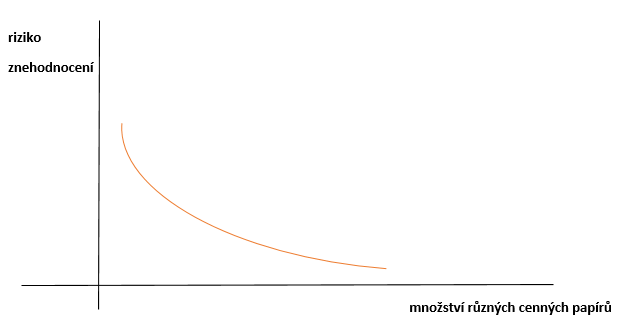 riziko
znehodnocení
množství různých cenných papírů